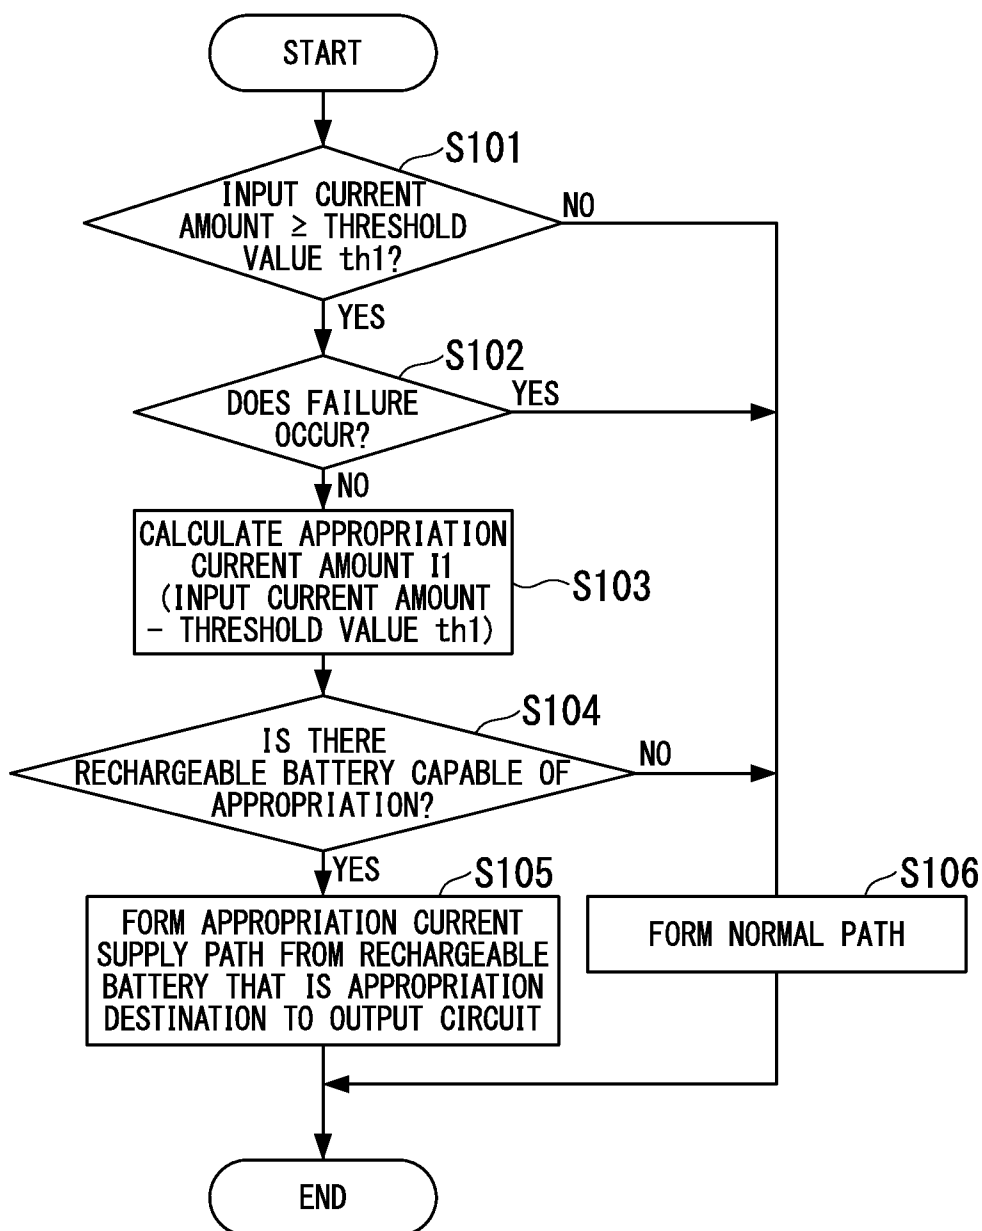 START
S101
INPUT CURRENT
AMOUNT ≥ THRESHOLD
VALUE th1?
NO
YES
S102
DOES FAILURE
OCCUR?
YES
NO
CALCULATE APPROPRIATION
CURRENT AMOUNT I1
(INPUT CURRENT AMOUNT
- THRESHOLD VALUE th1)
S103
S104
IS THERE
RECHARGEABLE BATTERY CAPABLE OF
APPROPRIATION?
NO
YES
S105
FORM APPROPRIATION CURRENT
SUPPLY PATH FROM RECHARGEABLE
BATTERY THAT IS APPROPRIATION
DESTINATION TO OUTPUT CIRCUIT
S106
FORM NORMAL PATH
END